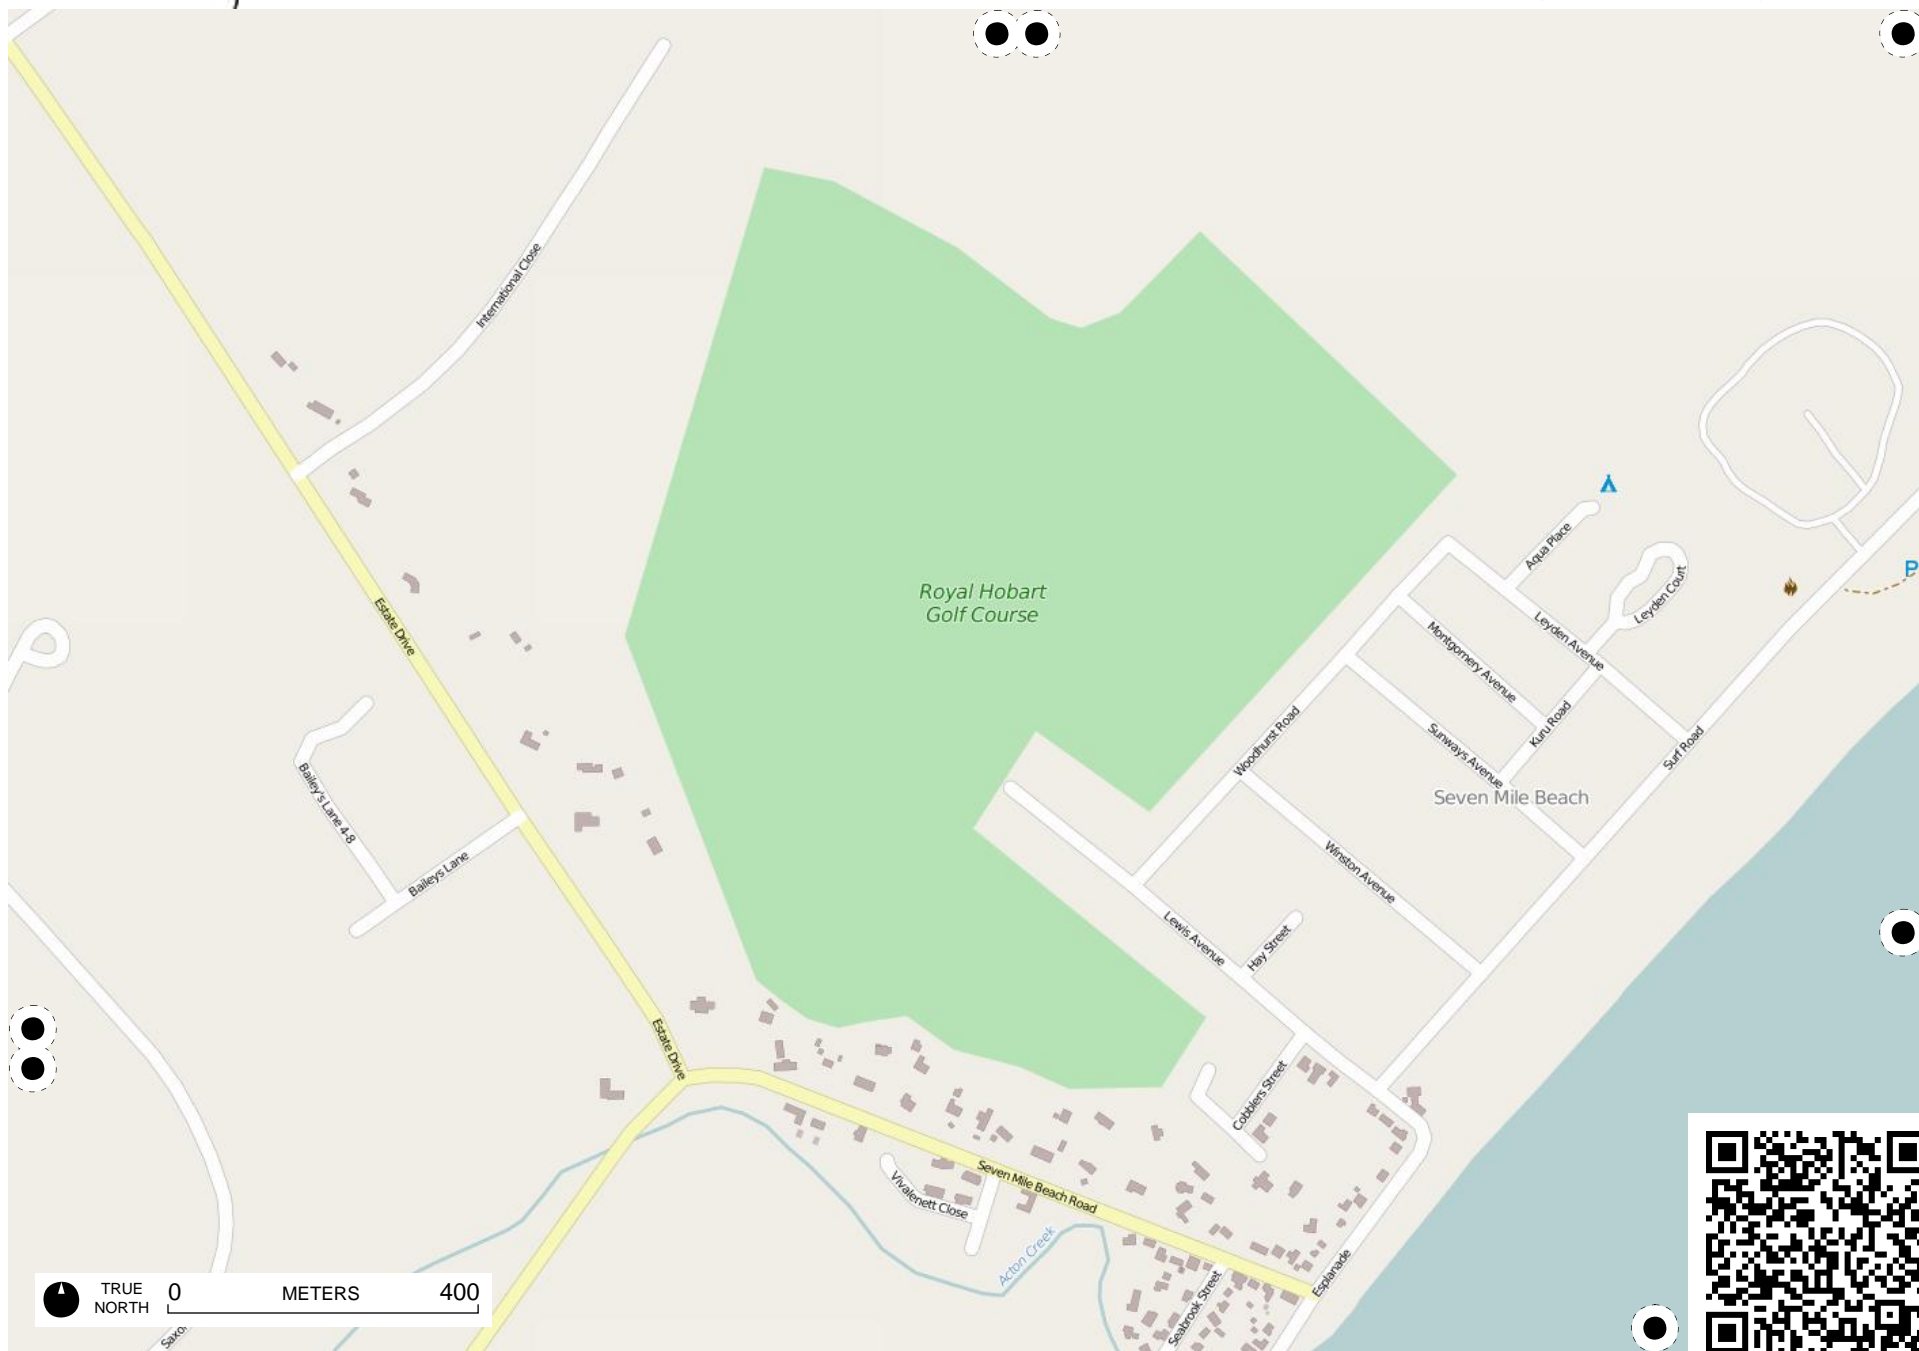 International Close
Estate Drive
Royal Hobart
Golf Course
Aqua Place
Leyden Court
P
Leyden Avenue
Montgomery Avenue
Kuru Road
Sunways Avenue
Woodhurst Road
Surf Road
Seven Mile Beach
Bailey's Lane 4-8
Baileys Lane
Winston Avenue
Lewis Avenue
Hay Street
Estate Drive
Cobblers Street
Seven Mile Beach Road
Vivalenett Close
Acton Creek
Esplanade
Seabrook Street
TRUE
NORTH
0 METERS 400